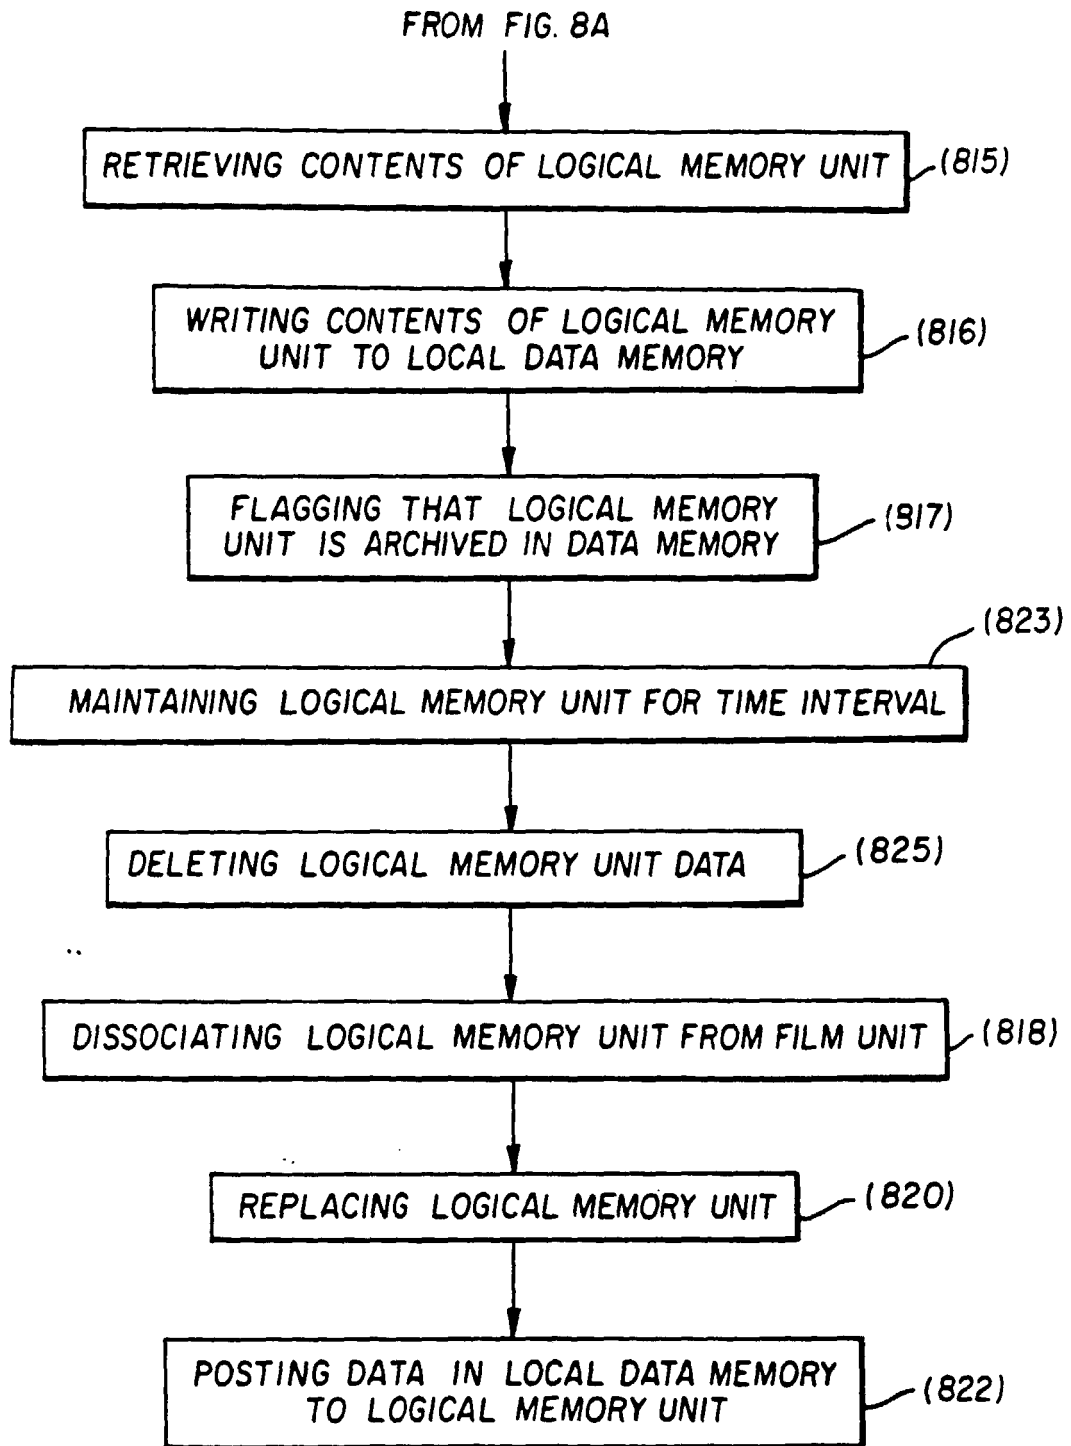 FROM FIG. 8A
RETRIEVING CONTENTS OF LOGICAL MEMORY UNIT
(815)
WRITING CONTENTS OF LOGICAL MEMORY
UNIT TO LOCAL DATA MEMORY
(816)
FLAGGING THAT LOGICAL MEMORY
UNIT IS ARCHIVED IN DATA MEMORY
(817)
(823)
MAINTAINING LOGICAL MEMORY UNIT FOR TIME INTERVAL
DELETING LOGICAL MEMORY UNIT DATA
(825)
DISSOCIATING LOGICAL MEMORY UNIT FROM FILM UNIT
(818)
REPLACING LOGICAL MEMORY UNIT
(820)
POSTING DATA IN LOCAL DATA MEMORY
TO LOGICAL MEMORY UNIT
(822)